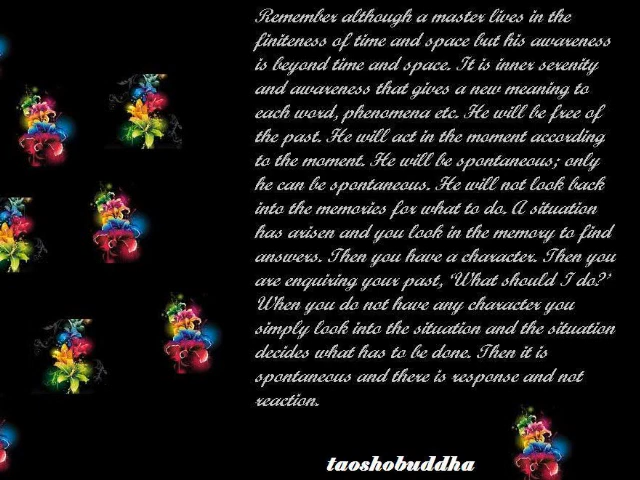 Remember although a master lives in the
finiteness of time and space but his awareness
is beyond time and space. It is inner serenity
and awareness that gives a new meaning to
each word, phenomena etc. He will be free of
the past. He will act in the moment according
to the moment. He will be spontaneous; only
he can be spontaneous. He will not look back
into the memories for what to do. A situation
has arisen and you look in the memory to find
answers. Then you have a character. Then you
are enquiring your past, ‘What should I do?’
When you do not have any character you
simply look into the situation and the situation
decides what has to be done. Then it is
spontaneous and there is response and not
reaction.
taoshobuddha